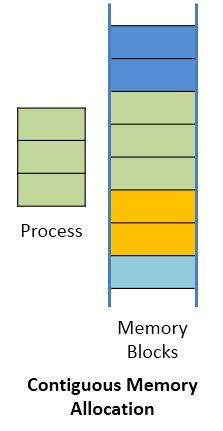 Process
Memory
Blocks
Contiguous Memory
Allocation